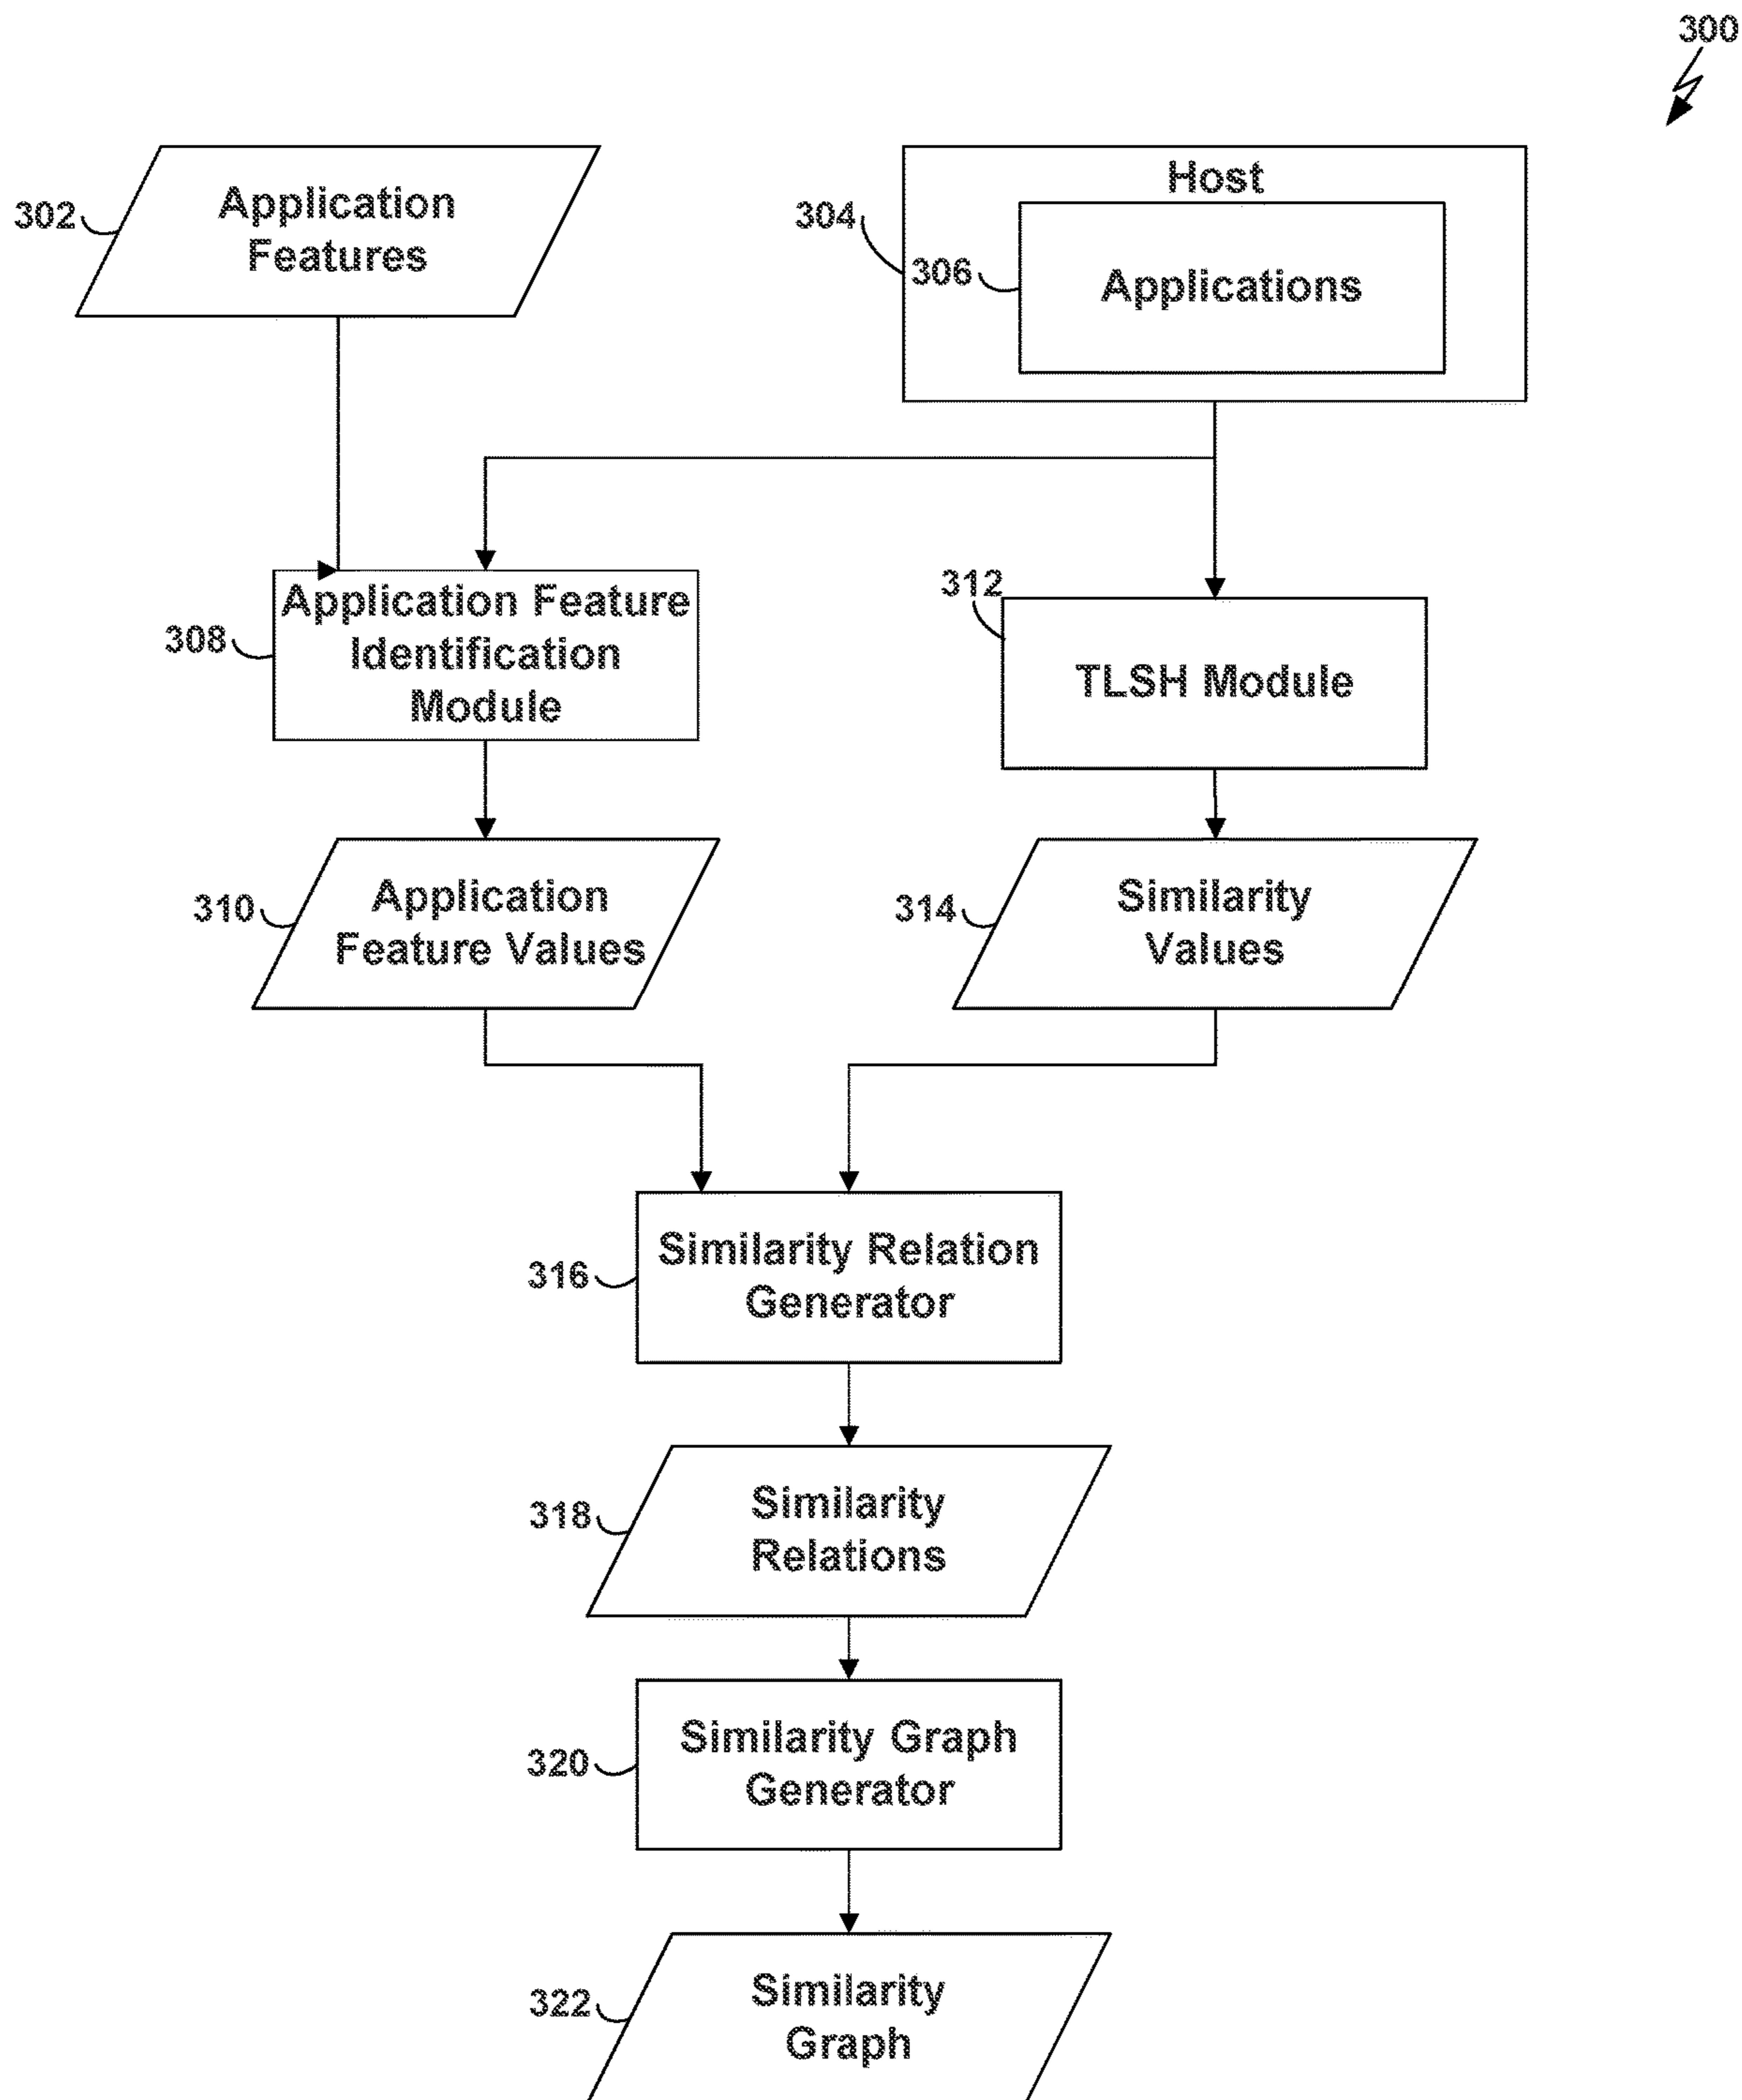 300
302
Application
Features
304
Host
306
Applications
308
Application Feature
Identification
Module
312
TLSH Module
310
Application
Feature Values
314
Similarity
Values
316
Similarity Relation
Generator
318
Similarity
Relations
320
Similarity Graph
Generator
322
Similarity
Graph